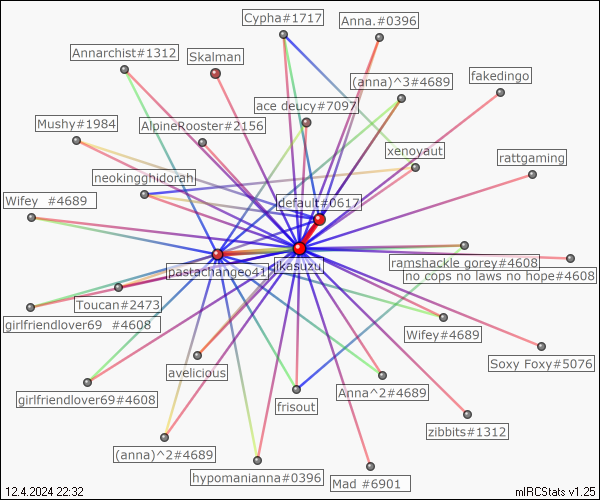 Cypha#1717
Anna.#0396
Annarchist#1312
Skalman
(anna)^3#4689
fakedingo
ace deucy#7097
Mushy#1984
AlpineRooster#2156
xenoyaut
rattgaming
neokingghidorah
Wifey #4689
default#0617
pastachangeo41
jikasuzu
ramshackle gorey#4608
no cops no laws no hope#4608
Toucan#2473
girlfriendlover69 #4608
Wifey#4689
Soxy Foxy#5076
avelicious
girlfriendlover69#4608
frisout
Anna^2#4689
zibbits#1312
(anna)^2#4689
hypomanianna#0396
Mad #6901
12.4.2024 22:32
mIRCStats v1.25